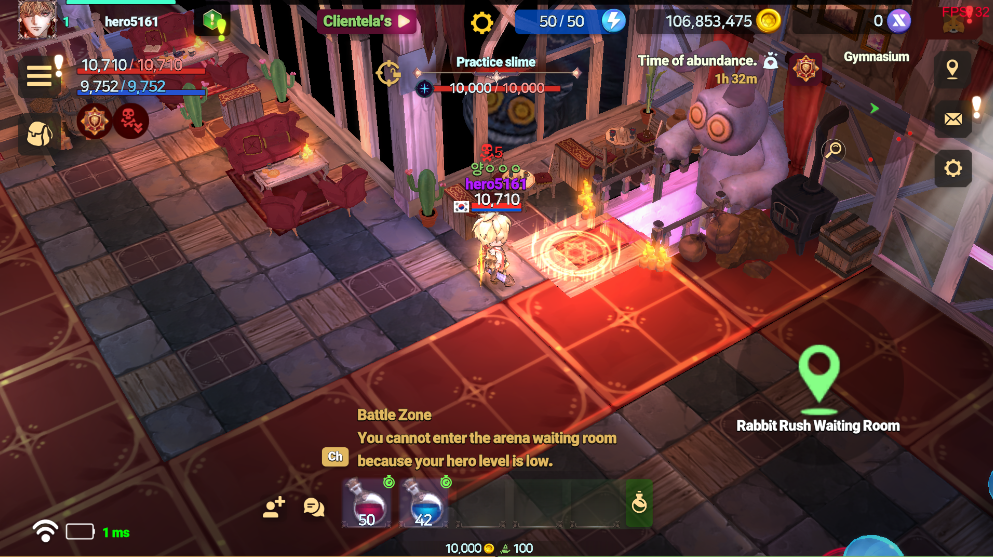 1
hero5161
Clientela's
50 / 50
106,853,475
0
X
FPS:32
10,710 / 10,710
9,752 / 9,752
Practice slime
10,000 / 10,000
Time of abundance.
1h 32m
Gymnasium
5
양
hero5161
10,710
Rabbit Rush Waiting Room
Battle Zone
Ch
You cannot enter the arena waiting room
because your hero level is low.
50
42
1 ms
10,000
100